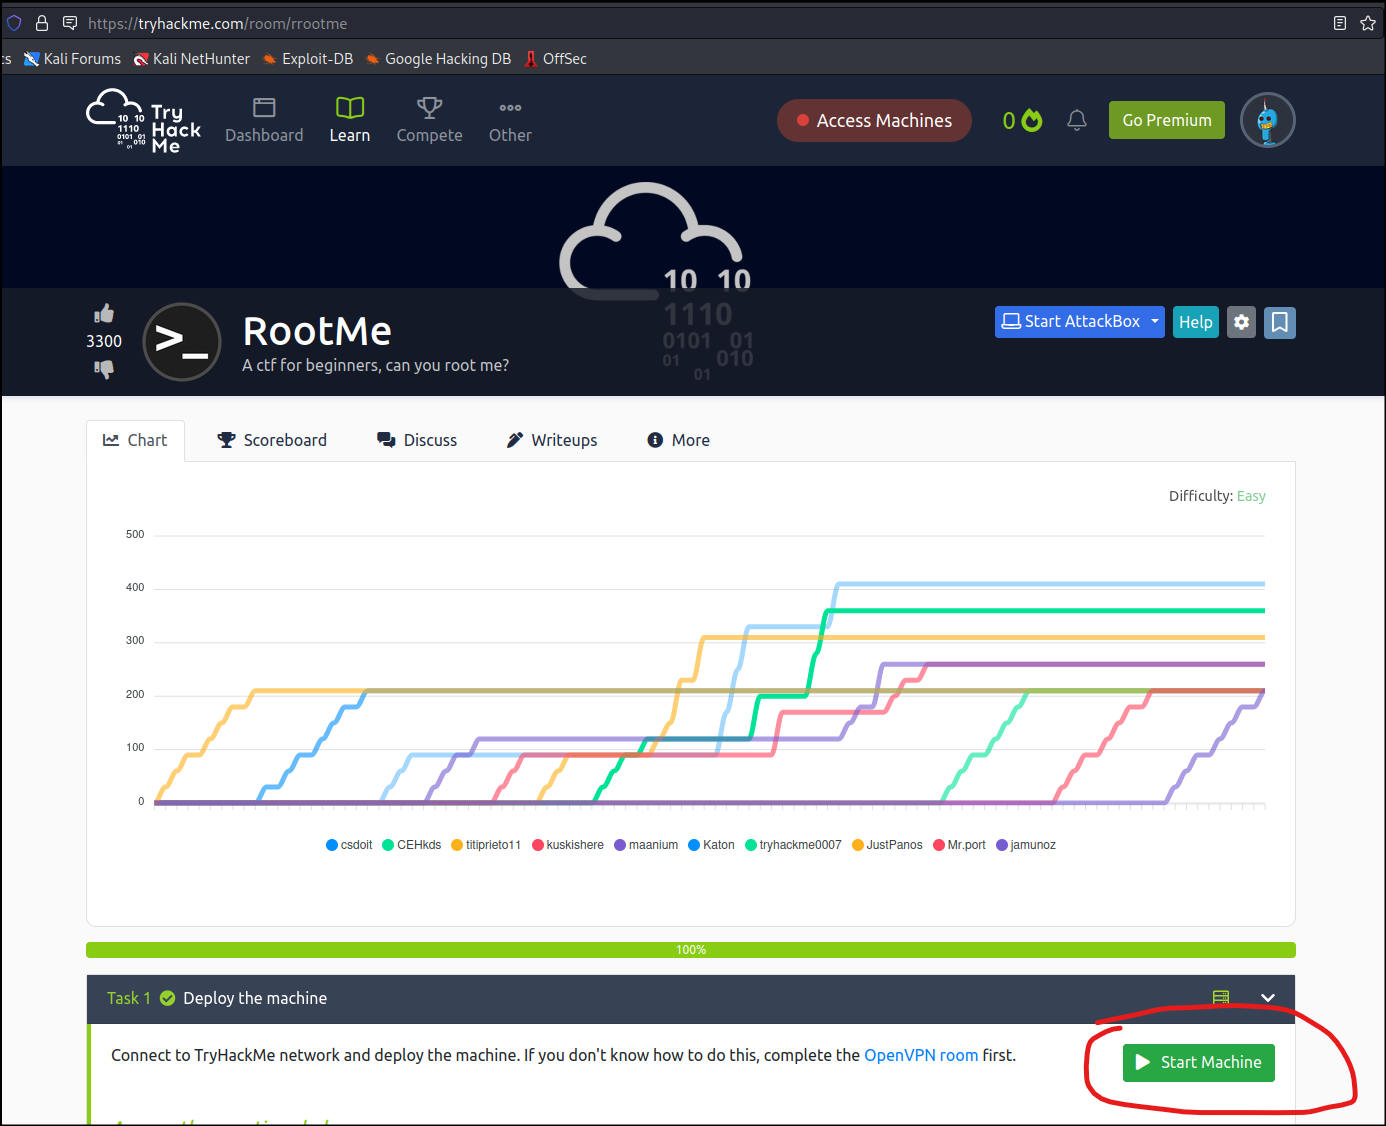 https://tryhackme.com/room/rrootme
cs Kali Forums Kali NetHunter Exploit-DB Google Hacking DB OffSec
10 10
1110
0101 01
01 010
01
Try
Hack
Me
Dashboard Learn Compete Other
Access Machines
0
Go Premium
10 10
1110
0101 01
01 010
01
3300
>_
RootMe
A ctf for beginners, can you root me?
Start AttackBox Help
Chart Scoreboard Discuss Writeups More
Difficulty: Easy
500
400
300
200
100
0
csdoit CEHkds titiprieto11 kuskishere maanium Katon tryhackme0007 JustPanos Mr.port jamunoz
100%
Task 1 Deploy the machine
Connect to TryHackMe network and deploy the machine. If you don't know how to do this, complete the OpenVPN room first.
Start Machine